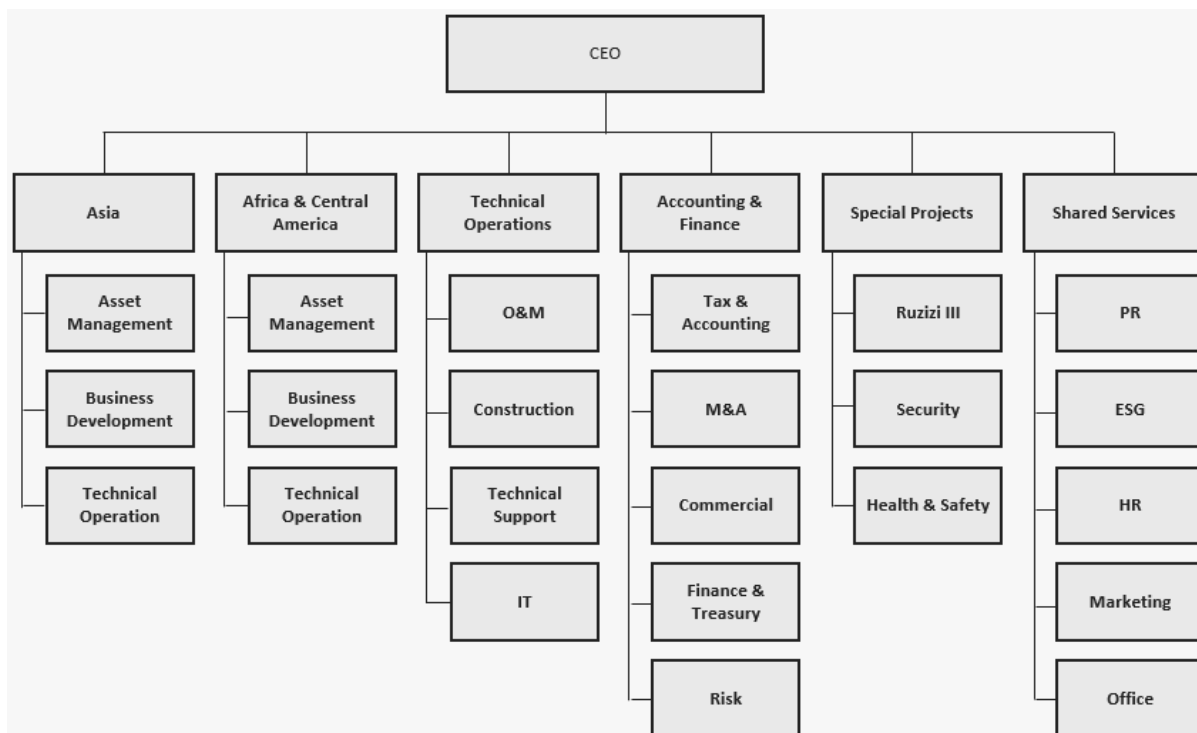 CEO
Asia
Africa & Central
America
Technical
Operations
Accounting &
Finance
Special Projects
Shared Services
Asset
Management
Business
Development
Technical
Operation
Asset
Management
Business
Development
Technical
Operation
O&M
Construction
Technical
Support
IT
Tax &
Accounting
M&A
Commercial
Finance &
Treasury
Risk
Ruzizi III
Security
Health & Safety
PR
ESG
HR
Marketing
Office